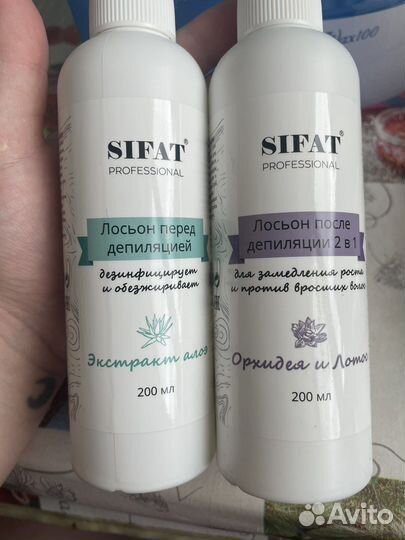 SIFAT®
PROFESSIONAL
Лосьон перед
депиляцией
дезинфицирует
и обезжиривает
Экстракт алоэ
200 мл
SIFAT®
PROFESSIONAL
Лосьон после
депиляции 2 в 1
для замедления роста
и против вросших волос
Орхидея и Лотос
200 мл
Avito